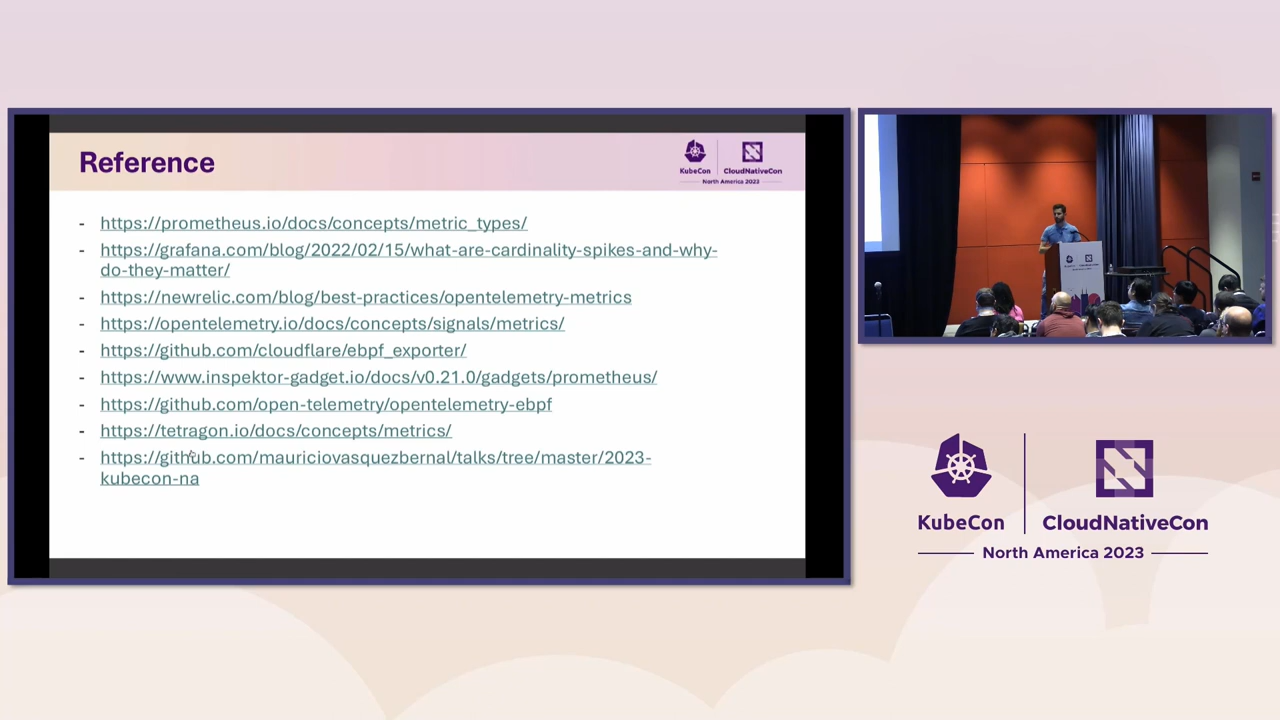 Reference
KubeCon
CloudNativeCon
North America 2023
- https://prometheus.io/docs/concepts/metric_types/
- https://grafana.com/blog/2022/02/15/what-are-cardinality-spikes-and-why-
do-they-matter/
- https://newrelic.com/blog/best-practices/opentelemetry-metrics
- https://opentelemetry.io/docs/concepts/signals/metrics/
- https://github.com/cloudflare/ebpf_exporter/
- https://www.inspektor-gadget.io/docs/v0.21.0/gadgets/prometheus/
- https://github.com/open-telemetry/opentelemetry-ebpf
- https://tetragon.io/docs/concepts/metrics/
- https://github.com/mauriciovasquezbernal/talks/tree/master/2023-
kubecon-na
KubeCon
CloudNativeCon
North America 2023